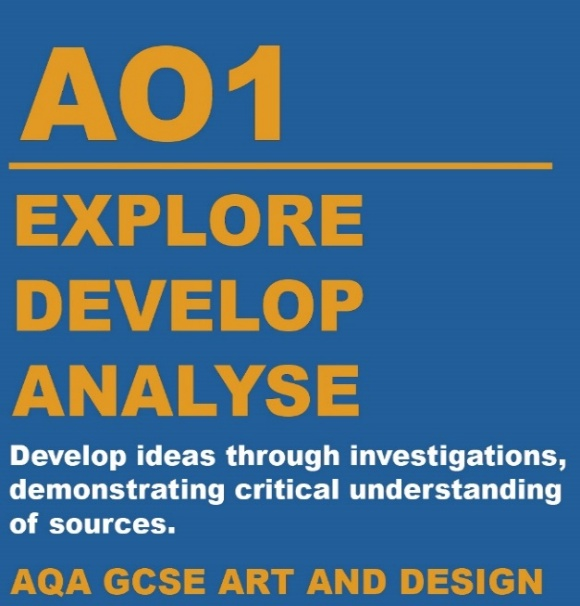 AO1
EXPLORE
DEVELOP
ANALYSE
Develop ideas through investigations,
demonstrating critical understanding
of sources.
AQA GCSE ART AND DESIGN